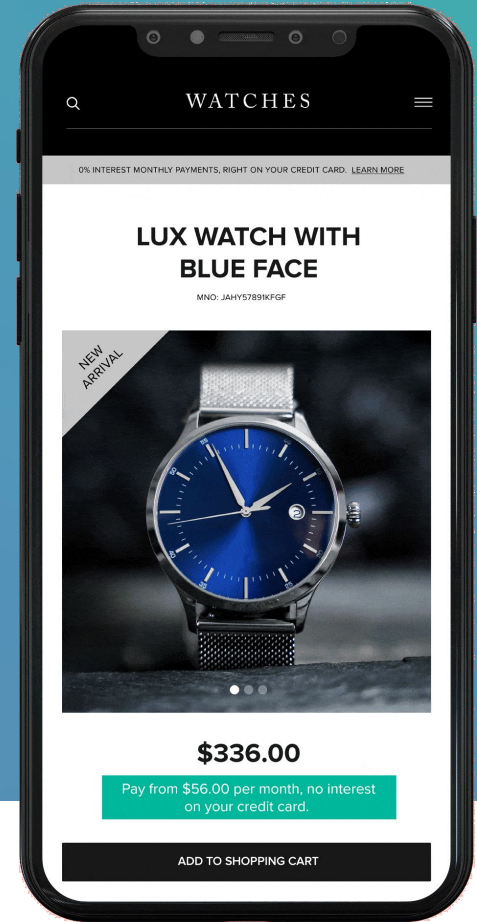 WATCHES
0% INTEREST MONTHLY PAYMENTS, RIGHT ON YOUR CREDIT CARD. LEARN MORE
LUX WATCH WITH
BLUE FACE
MNO: JAHY57891KFGF
NEW
ARRIVAL
$336.00
Pay from $56.00 per month, no interest
on your credit card.
ADD TO SHOPPING CART